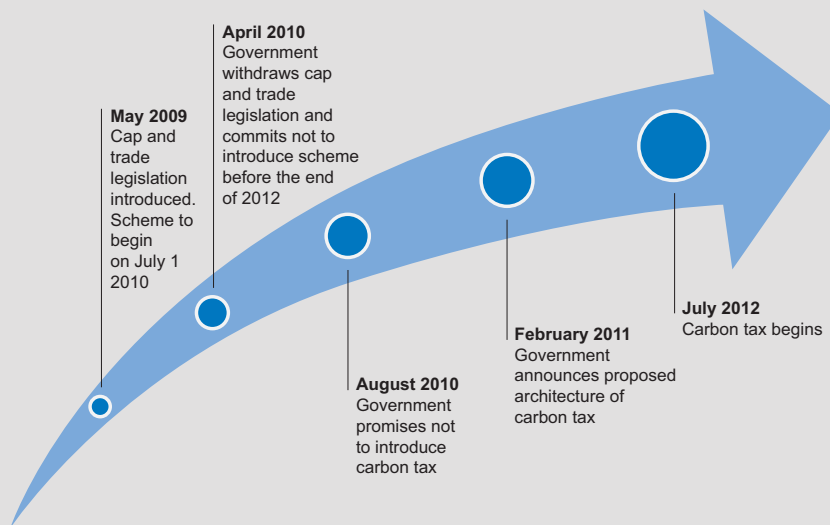 May 2009
Cap and
trade
legislation
introduced.
Scheme to
begin
on July 1
2010
April 2010
Government
withdraws cap
and trade
legislation and
commits not to
introduce scheme
before the end
of 2012
August 2010
Government
promises not
to introduce
carbon tax
February 2011
Government
announces proposed
architecture of
carbon tax
July 2012
Carbon tax begins